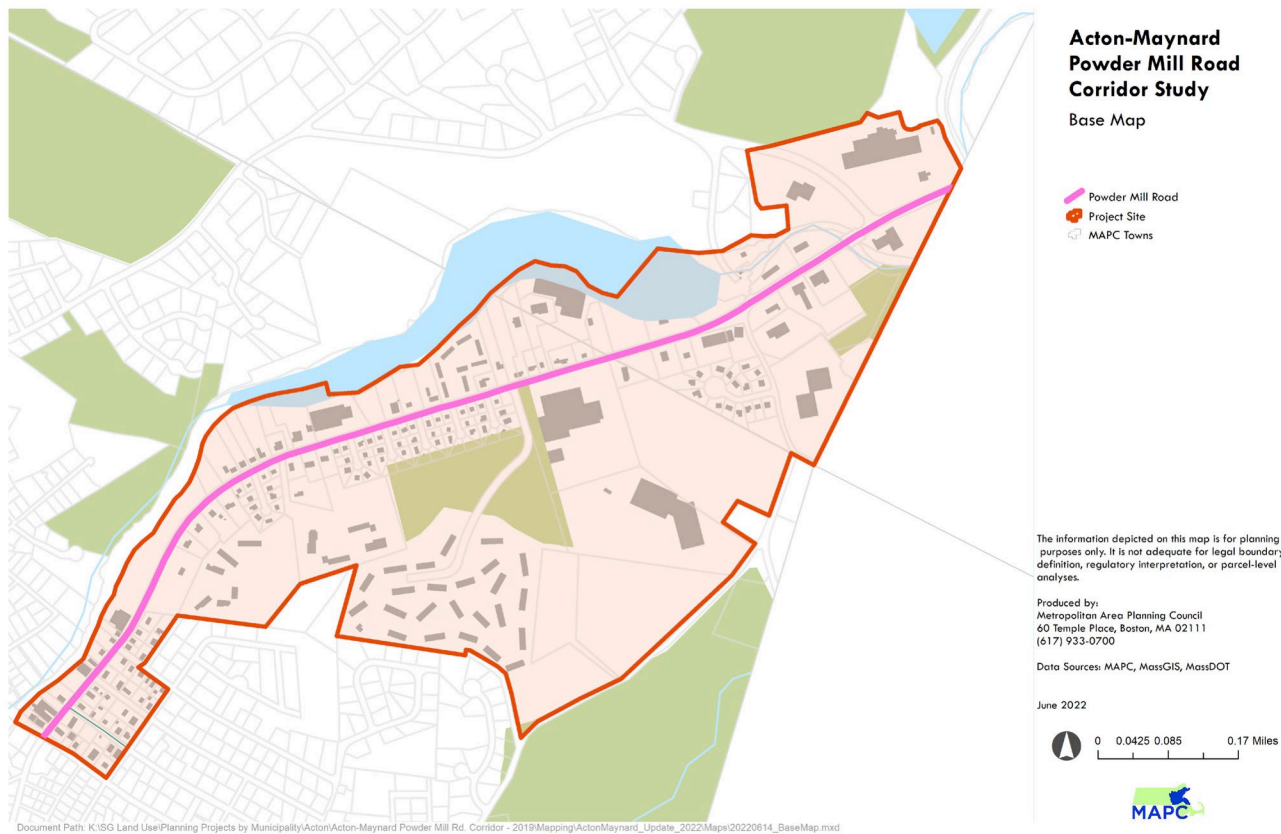 Acton-Maynard
Powder Mill Road
Corridor Study
Base Map
Powder Mill Road
Project Site
MAPC Towns
The information depicted on this map is for planning
purposes only. It is not adequate for legal boundary
definition, regulatory interpretation, or parcel-level
analyses.
Produced by:
Metropolitan Area Planning Council
60 Temple Place, Boston, MA 02111
(617) 933-0700
Data Sources: MAPC, MassGIS, MassDOT
June 2022
0 0.0425 0.085 0.17 Miles
MAPC
Document Path: K:\SG Land Use\Planning Projects by Municipality\Acton\Acton-Maynard Powder Mill Rd. Corridor - 2019\Mapping\ActonMaynard_Update_2022\Maps\20220614_BaseMap.mxd